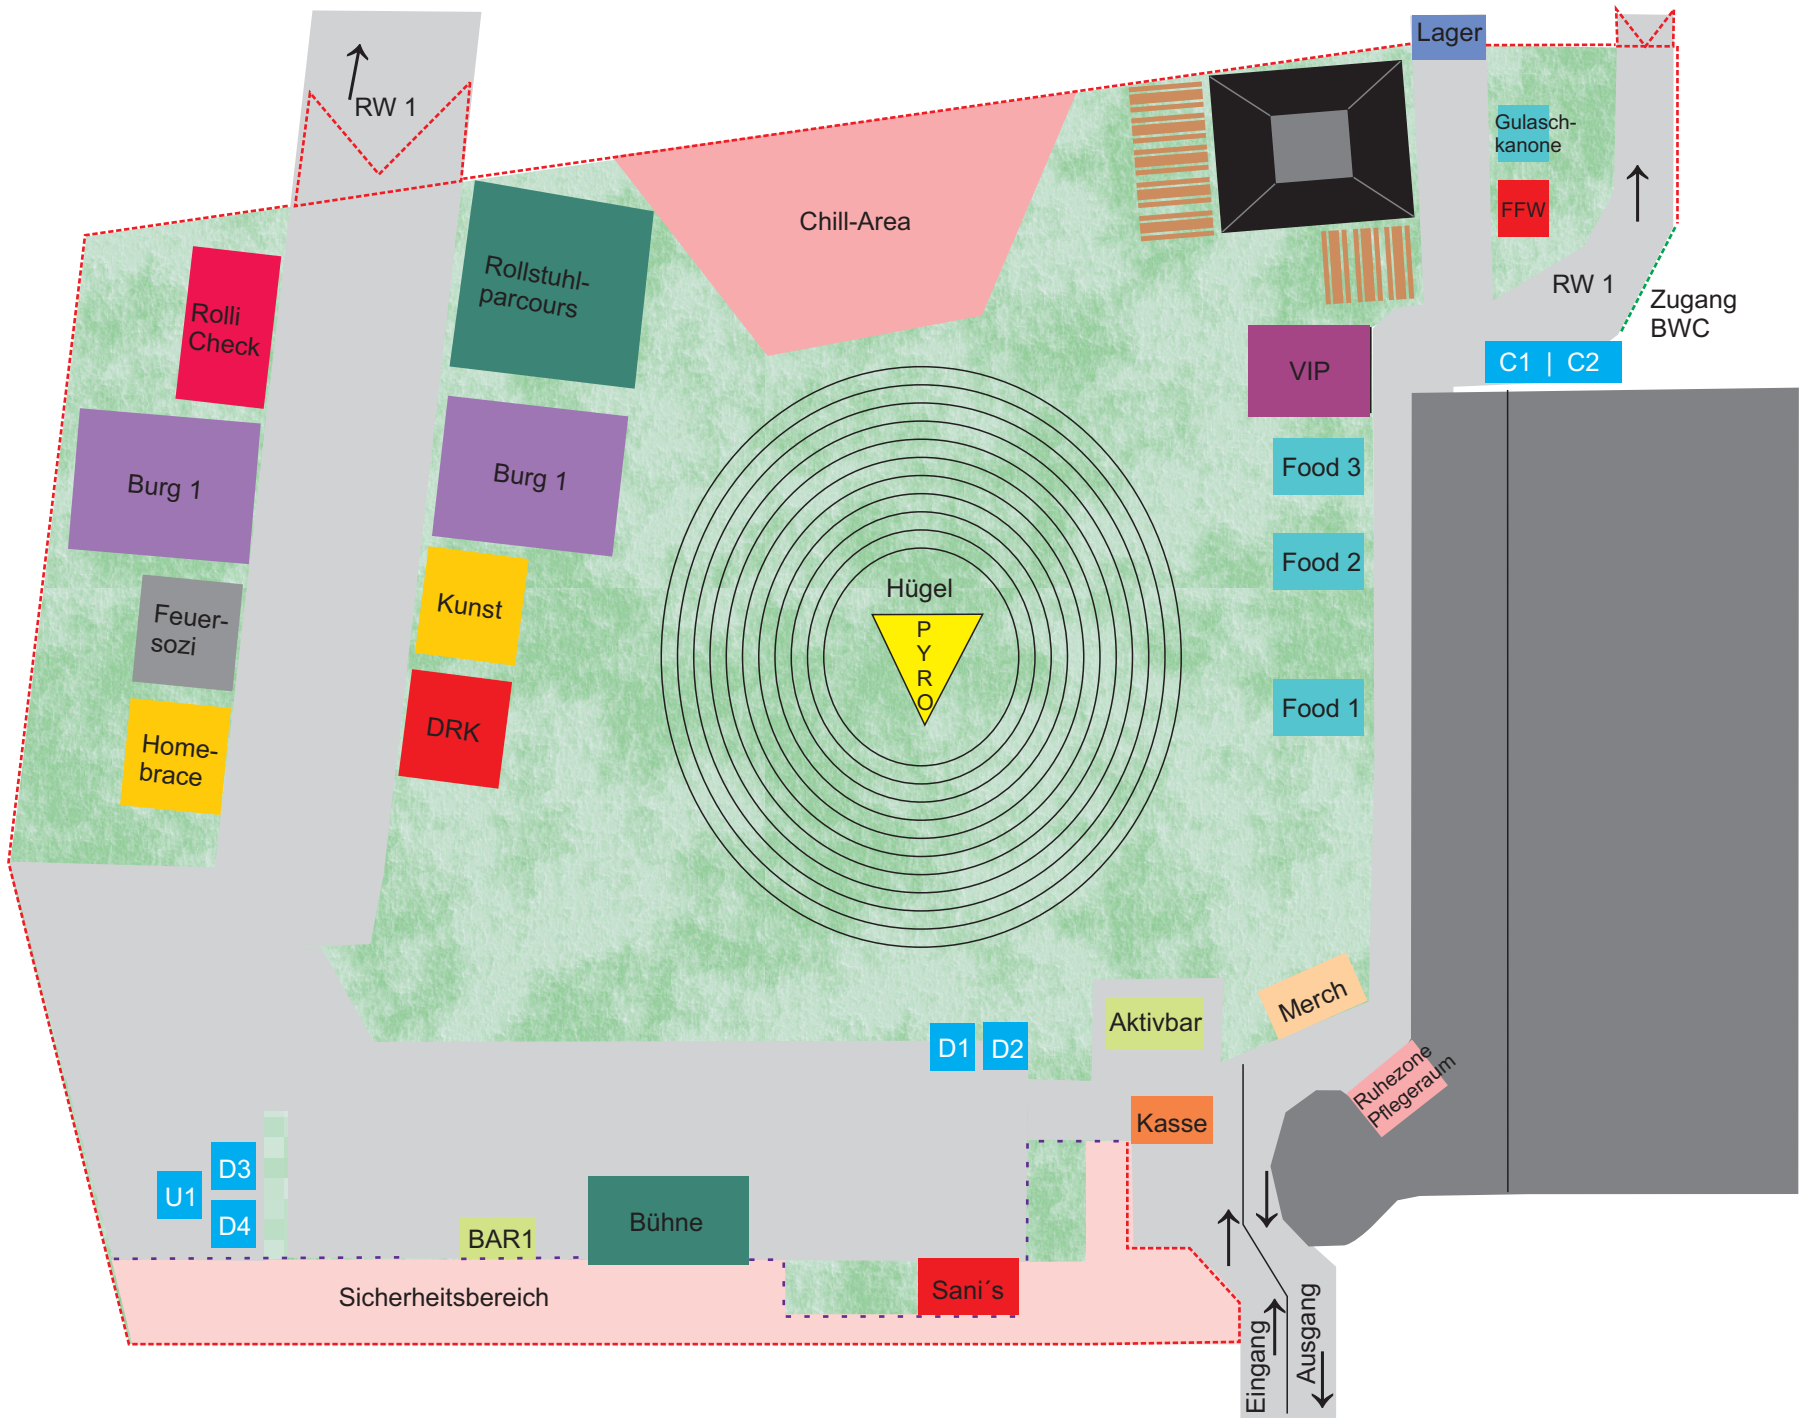 Lager
RW 1
Gulasch-
kanone
FFW
Chill-Area
Rollstuhl-
parcours
Rolli
Check
RW 1
Zugang
BWC
C1 | C2
VIP
Burg 1
Burg 1
Food 3
Food 2
Food 1
Hügel
P
Y
R
O
Kunst
Feuer-
sozi
DRK
Home-
brace
Merch
Aktivbar
D1
D2
Ruhezone
Pflegeraum
Kasse
D3
U1
D4
BAR1
Bühne
Sani´s
Sicherheitsbereich
Eingang
Ausgang